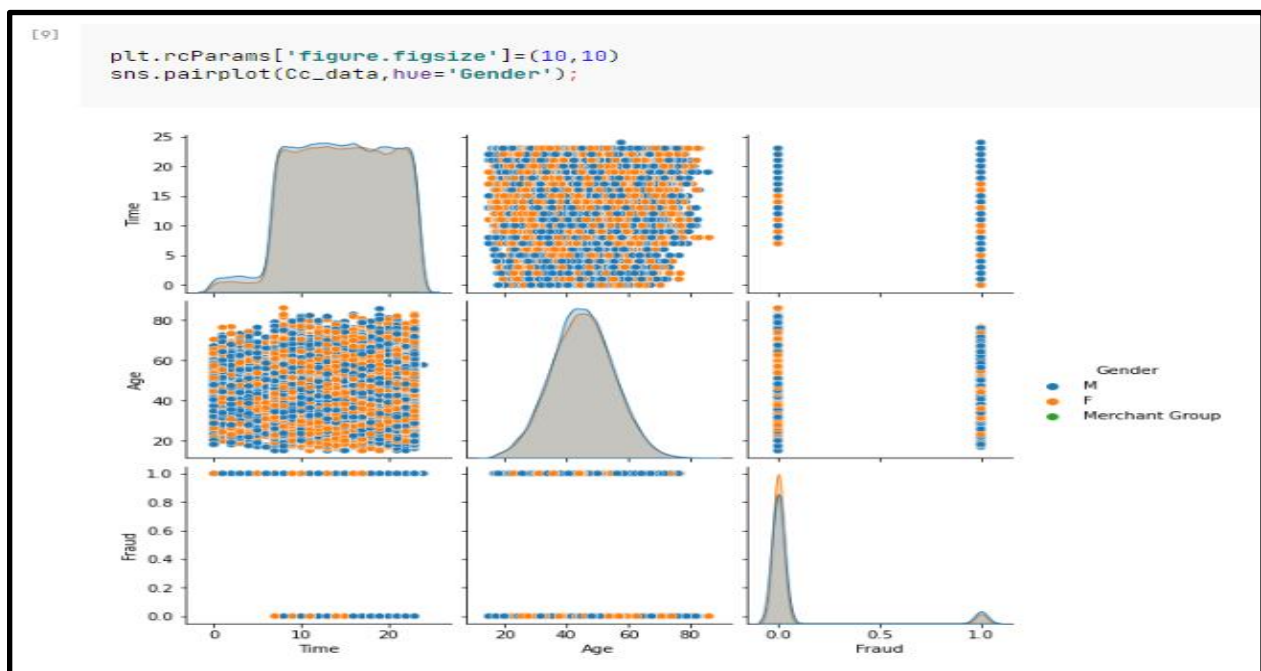 [9]
plt.rcParams['figure.figsize']=(10,10)
sns.pairplot(Cc_data,hue='Gender');
25
20
15
10
5
0
Time
80
60
40
20
Age
Gender
M
F
Merchant Group
1.0
0.8
0.6
0.4
0.2
0.0
Fraud
0 10 20
Time
20 40 60 80
Age
0.0 0.5 1.0
Fraud